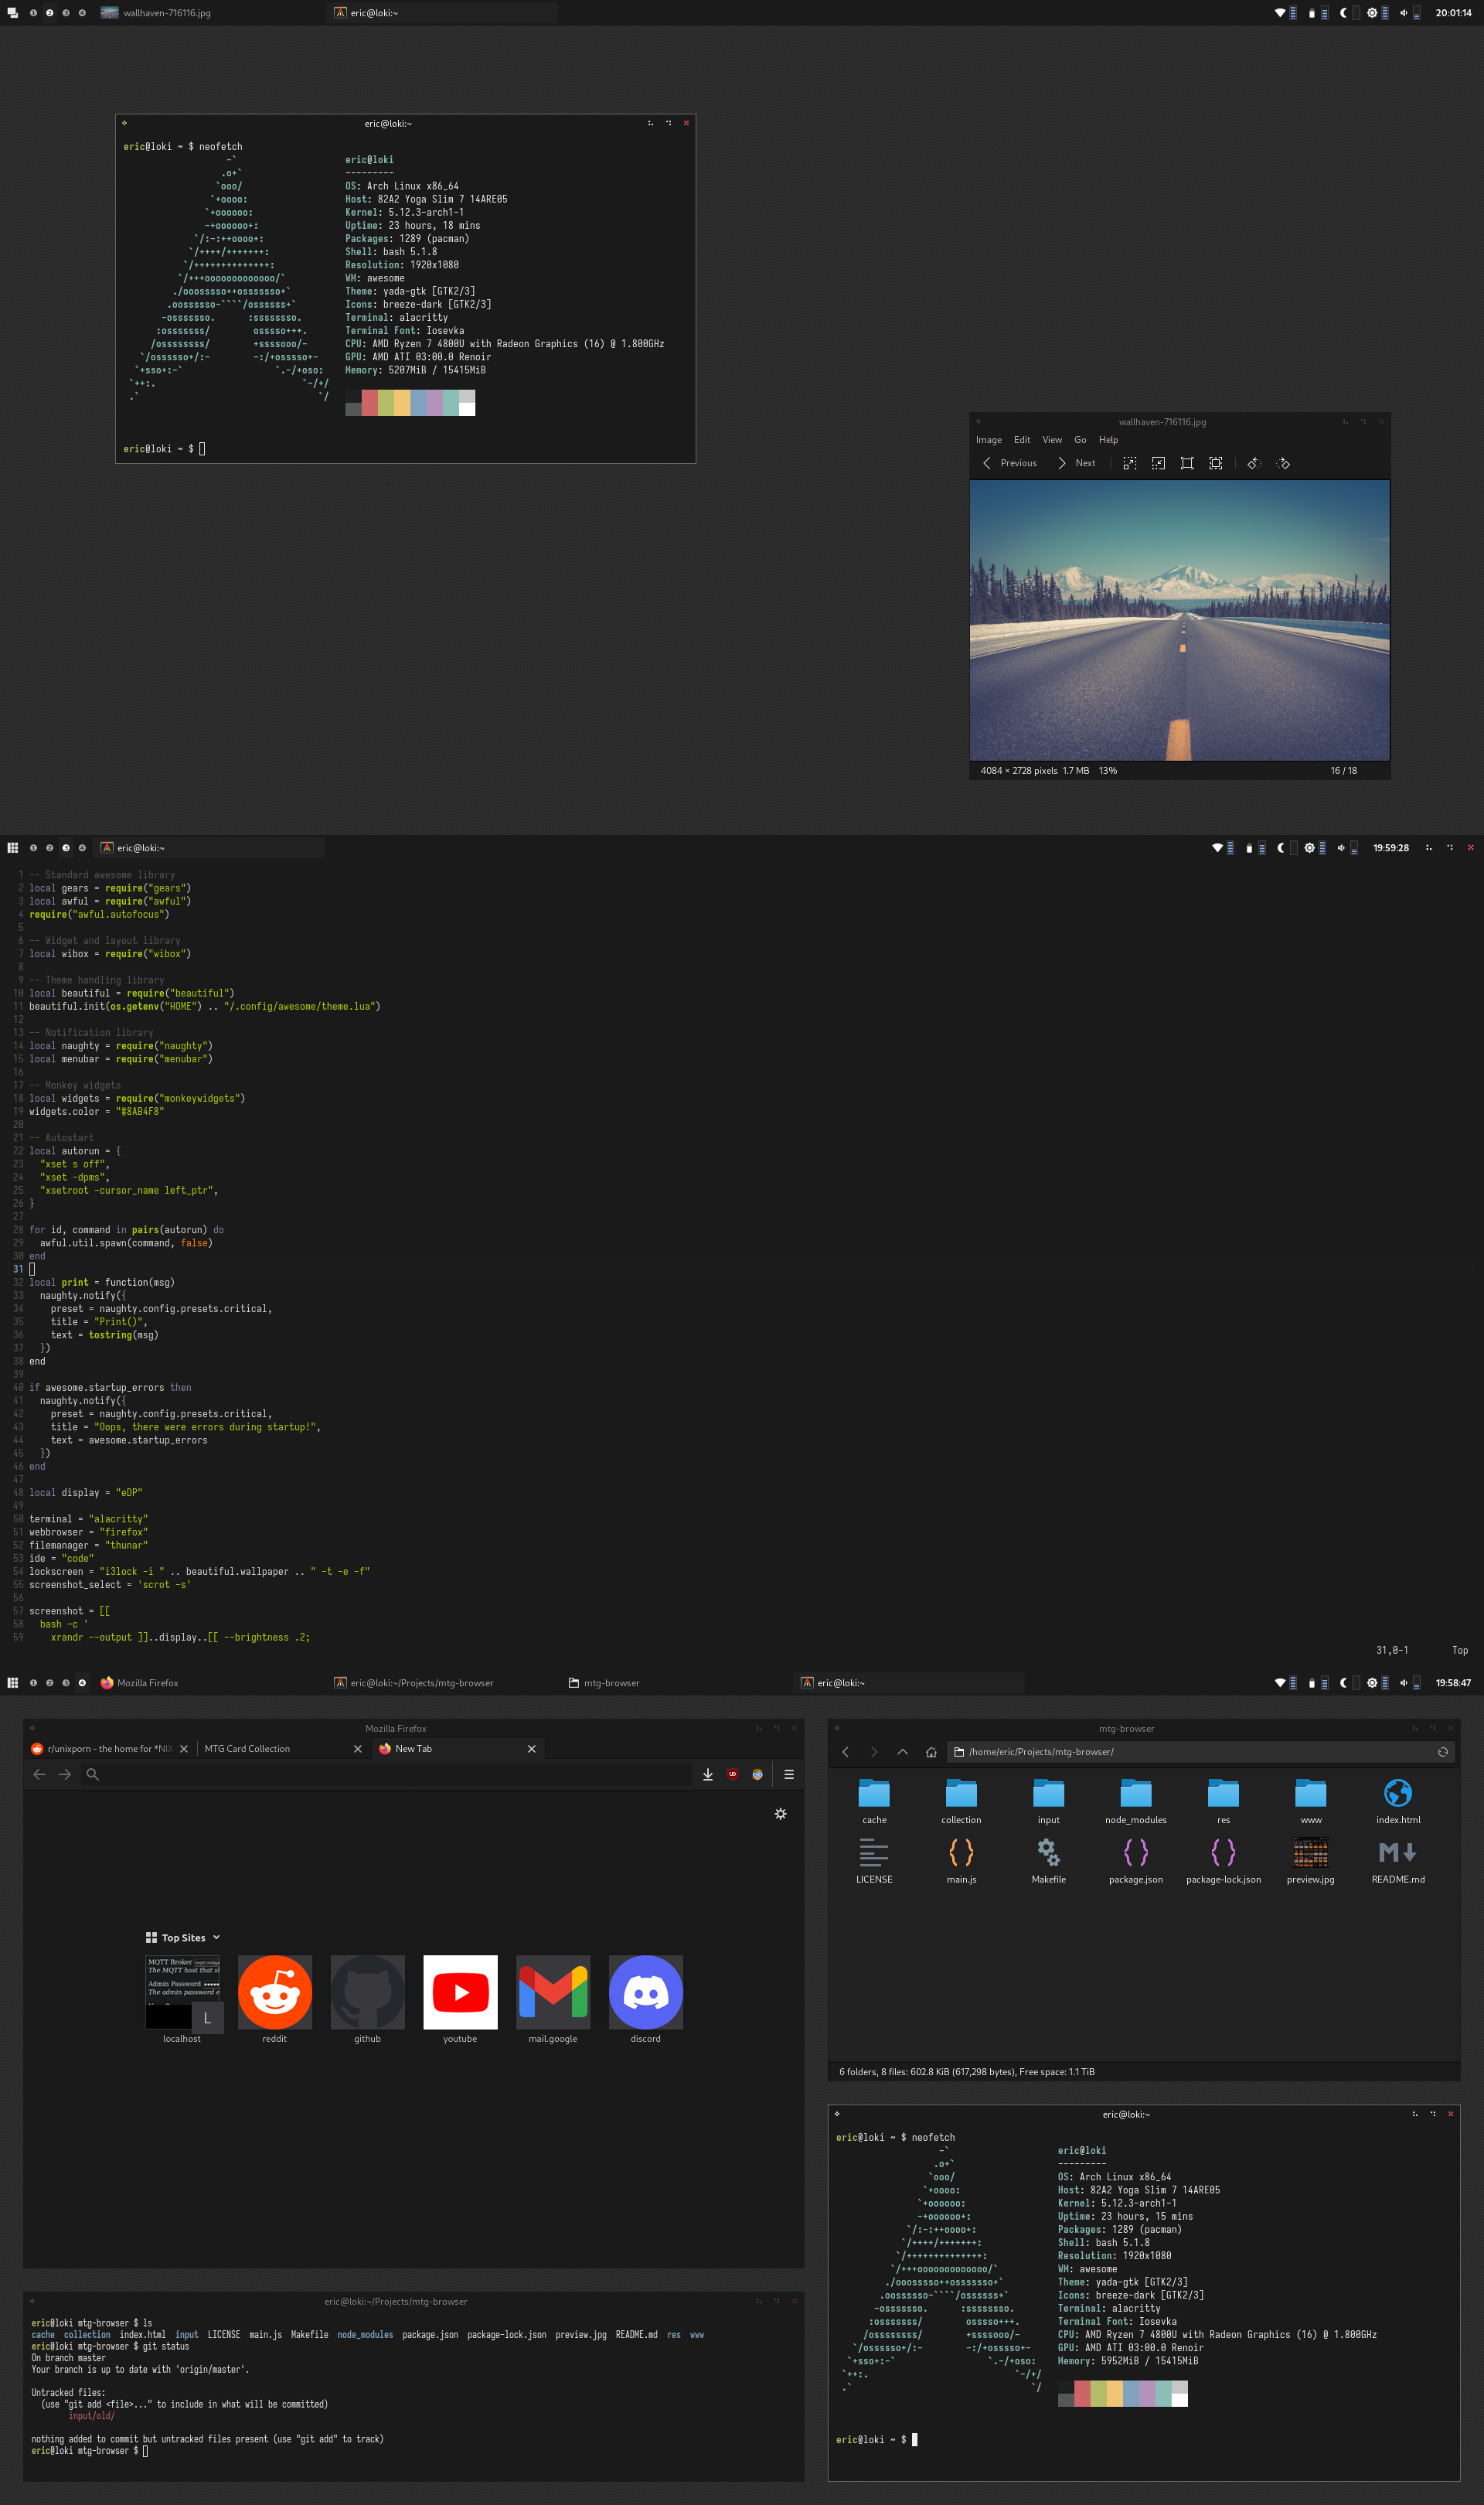 1 2 3 4 wallhaven-716116.jpg eric@loki:~ 20:01:14
eric@loki:~
eric@loki ~ $ neofetch
-`
.o+`
`ooo/
`+oooo:
`+oooooo:
-+oooooo+:
`/:-:++oooo+:
`/++++/+++++++:
`/++++++++++++++:
`/+++ooooooooooooo/`
./ooosssso++osssssso+`
.oossssso-````/ossssss+`
-osssssso. :ssssssso.
:osssssss/ osssso+++.
/ossssssss/ +ssssooo/-
`/ossssso+/:- -:/+osssso+-
`+sso+:-` `.-/+oso:
`++:. `-/+/
.` `/
eric@loki
---------
OS: Arch Linux x86_64
Host: 82A2 Yoga Slim 7 14ARE05
Kernel: 5.12.3-arch1-1
Uptime: 23 hours, 18 mins
Packages: 1289 (pacman)
Shell: bash 5.1.8
Resolution: 1920x1080
WM: awesome
Theme: yada-gtk [GTK2/3]
Icons: breeze-dark [GTK2/3]
Terminal: alacritty
Terminal Font: Iosevka
CPU: AMD Ryzen 7 4800U with Radeon Graphics (16) @ 1.800GHz
GPU: AMD ATI 03:00.0 Renoir
Memory: 5207MiB / 15415MiB
eric@loki ~ $
wallhaven-716116.jpg
Image Edit View Go Help
Previous Next
4084 × 2728 pixels 1.7 MB 13% 16 / 18
1 2 3 4 eric@loki:~ 19:59:28
1 -- Standard awesome library
2 local gears = require("gears")
3 local awful = require("awful")
4 require("awful.autofocus")
5
6 -- Widget and layout library
7 local wibox = require("wibox")
8
9 -- Theme handling library
10 local beautiful = require("beautiful")
11 beautiful.init(os.getenv("HOME") .. "/.config/awesome/theme.lua")
12
13 -- Notification library
14 local naughty = require("naughty")
15 local menubar = require("menubar")
16
17 -- Monkey widgets
18 local widgets = require("monkeywidgets")
19 widgets.color = "#8AB4F8"
20
21 -- Autostart
22 local autorun = {
23 "xset s off",
24 "xset -dpms",
25 "xsetroot -cursor_name left_ptr",
26 }
27
28 for id, command in pairs(autorun) do
29 awful.util.spawn(command, false)
30 end
31
32 local print = function(msg)
33 naughty.notify({
34 preset = naughty.config.presets.critical,
35 title = "Print()",
36 text = tostring(msg)
37 })
38 end
39
40 if awesome.startup_errors then
41 naughty.notify({
42 preset = naughty.config.presets.critical,
43 title = "Oops, there were errors during startup!",
44 text = awesome.startup_errors
45 })
46 end
47
48 local display = "eDP"
49
50 terminal = "alacritty"
51 webbrowser = "firefox"
52 filemanager = "thunar"
53 ide = "code"
54 lockscreen = "i3lock -i " .. beautiful.wallpaper .. " -t -e -f"
55 screenshot_select = 'scrot -s'
56
57 screenshot = [[
58 bash -c '
59 xrandr --output ]]..display..[[ --brightness .2;
31,0-1 Top
1 2 3 4 Mozilla Firefox eric@loki:~/Projects/mtg-browser mtg-browser eric@loki:~ 19:58:47
Mozilla Firefox
r/unixporn - the home for *NIX MTG Card Collection New Tab
Top Sites
MQTT Broker
The MQTT host that
Admin Password
The admin password
L
localhost reddit github youtube mail.google discord
mtg-browser
/home/eric/Projects/mtg-browser/
cache collection input node_modules res www index.html
LICENSE main.js Makefile package.json package-lock.json preview.jpg README.md
6 folders, 8 files: 602.8 KiB (617,298 bytes), Free space: 1.1 TiB
eric@loki:~/Projects/mtg-browser
eric@loki mtg-browser $ ls
cache collection index.html input LICENSE main.js Makefile node_modules package.json package-lock.json preview.jpg README.md res www
eric@loki mtg-browser $ git status
On branch master
Your branch is up to date with 'origin/master'.
Untracked files:
(use "git add <file>..." to include in what will be committed)
input/old/
nothing added to commit but untracked files present (use "git add" to track)
eric@loki mtg-browser $
eric@loki:~
eric@loki ~ $ neofetch
-`
.o+`
`ooo/
`+oooo:
`+oooooo:
-+oooooo+:
`/:-:++oooo+:
`/++++/+++++++:
`/++++++++++++++:
`/+++ooooooooooooo/`
./ooosssso++osssssso+`
.oossssso-````/ossssss+`
-osssssso. :ssssssso.
:osssssss/ osssso+++.
/ossssssss/ +ssssooo/-
`/ossssso+/:- -:/+osssso+-
`+sso+:-` `.-/+oso:
`++:. `-/+/
.` `/
eric@loki
---------
OS: Arch Linux x86_64
Host: 82A2 Yoga Slim 7 14ARE05
Kernel: 5.12.3-arch1-1
Uptime: 23 hours, 15 mins
Packages: 1289 (pacman)
Shell: bash 5.1.8
Resolution: 1920x1080
WM: awesome
Theme: yada-gtk [GTK2/3]
Icons: breeze-dark [GTK2/3]
Terminal: alacritty
Terminal Font: Iosevka
CPU: AMD Ryzen 7 4800U with Radeon Graphics (16) @ 1.800GHz
GPU: AMD ATI 03:00.0 Renoir
Memory: 5952MiB / 15415MiB
eric@loki ~ $